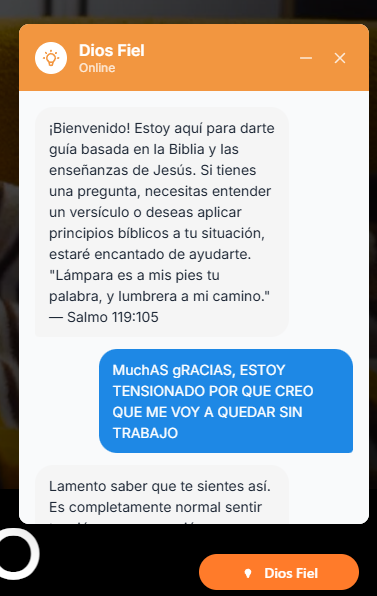 Dios Fiel
Online
¡Bienvenido! Estoy aquí para darte
guía basada en la Biblia y las
enseñanzas de Jesús. Si tienes
una pregunta, necesitas entender
un versículo o deseas aplicar
principios bíblicos a tu situación,
estaré encantado de ayudarte.
"Lámpara es a mis pies tu
palabra, y lumbrera a mi camino."
— Salmo 119:105
MuchAS gRACIAS, ESTOY
TENSIONADO POR QUE CREO
QUE ME VOY A QUEDAR SIN
TRABAJO
Lamento saber que te sientes así.
Es completamente normal sentir
Dios Fiel